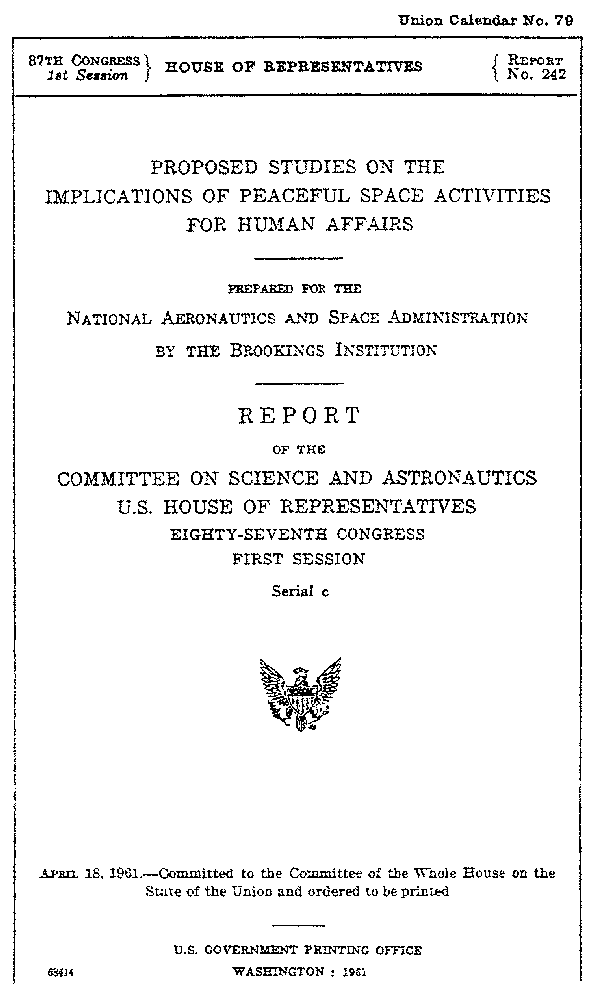 Union Calendar No. 79
87TH CONGRESS } HOUSE OF REPRESENTATIVES { REPORT
1st Session } { No. 242
PROPOSED STUDIES ON THE
IMPLICATIONS OF PEACEFUL SPACE ACTIVITIES
FOR HUMAN AFFAIRS
PREPARED FOR THE
NATIONAL AERONAUTICS AND SPACE ADMINISTRATION
BY THE BROOKINGS INSTITUTION
REPORT
OF THE
COMMITTEE ON SCIENCE AND ASTRONAUTICS
U.S. HOUSE OF REPRESENTATIVES
EIGHTY-SEVENTH CONGRESS
FIRST SESSION
Serial c
APRIL 18, 1961.—Committed to the Committee of the Whole House on the
State of the Union and ordered to be printed
U.S. GOVERNMENT PRINTING OFFICE
68414 WASHINGTON : 1961